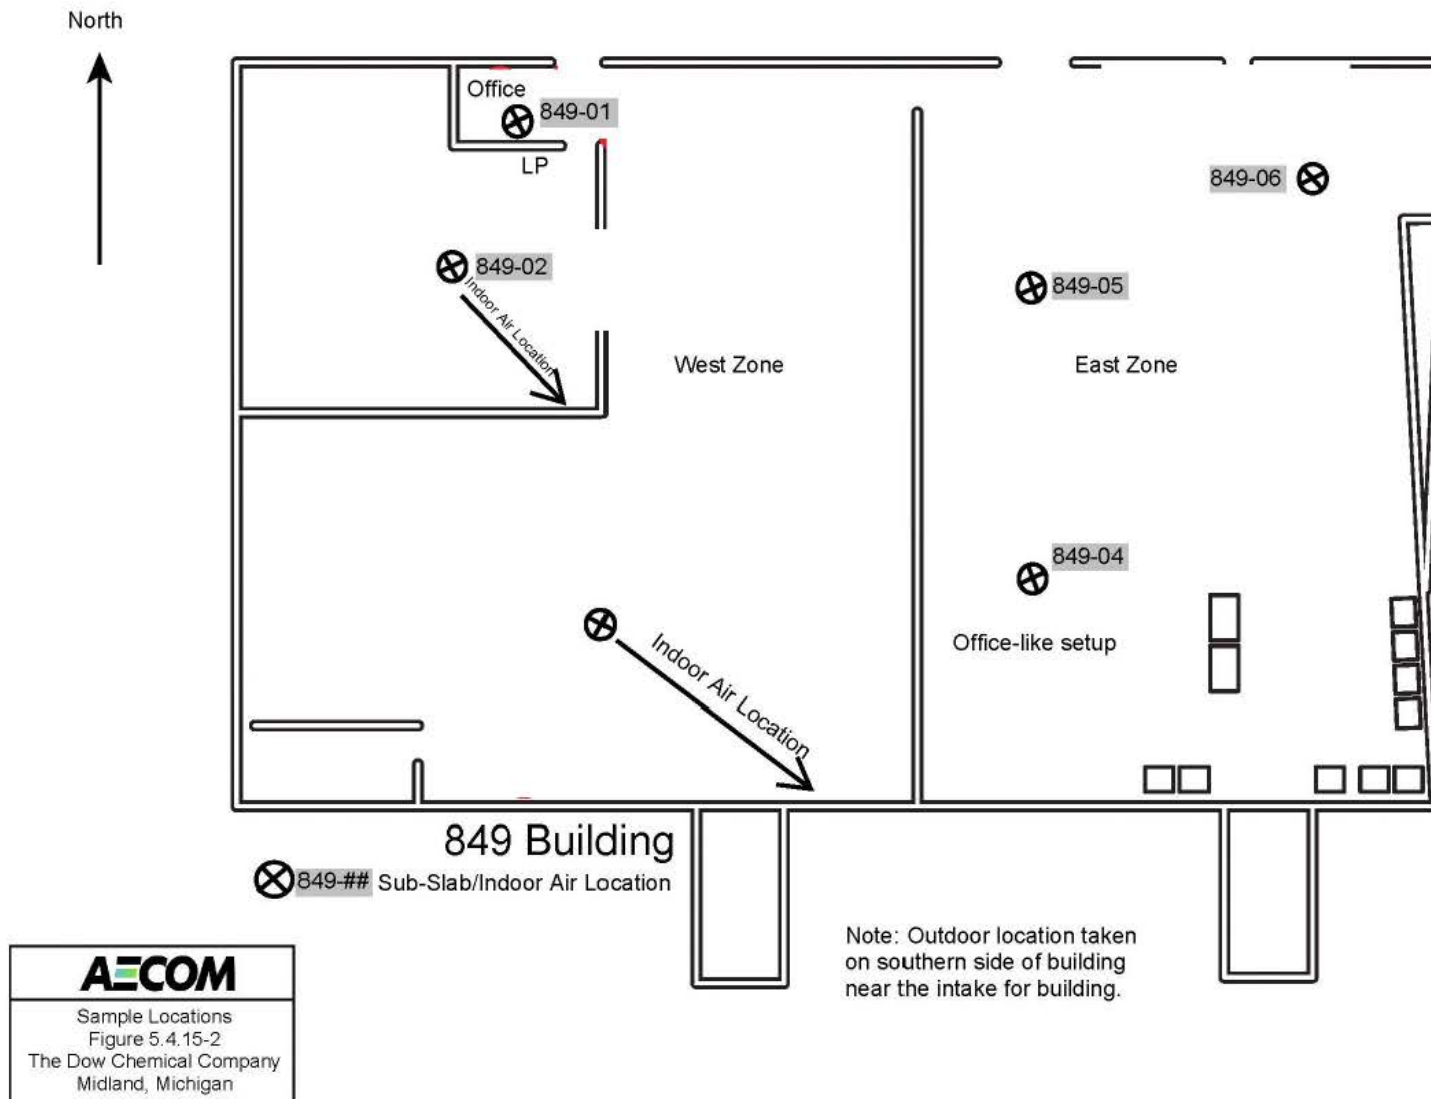 North
Office
849-01
LP
849-06
849-02
849-05
Indoor Air Location
West Zone
East Zone
849-04
Office-like setup
Indoor Air Location
849 Building
849-## Sub-Slab/Indoor Air Location
Note: Outdoor location taken
on southern side of building
near the intake for building.
AECOM
Sample Locations
Figure 5.4.15-2
The Dow Chemical Company
Midland, Michigan